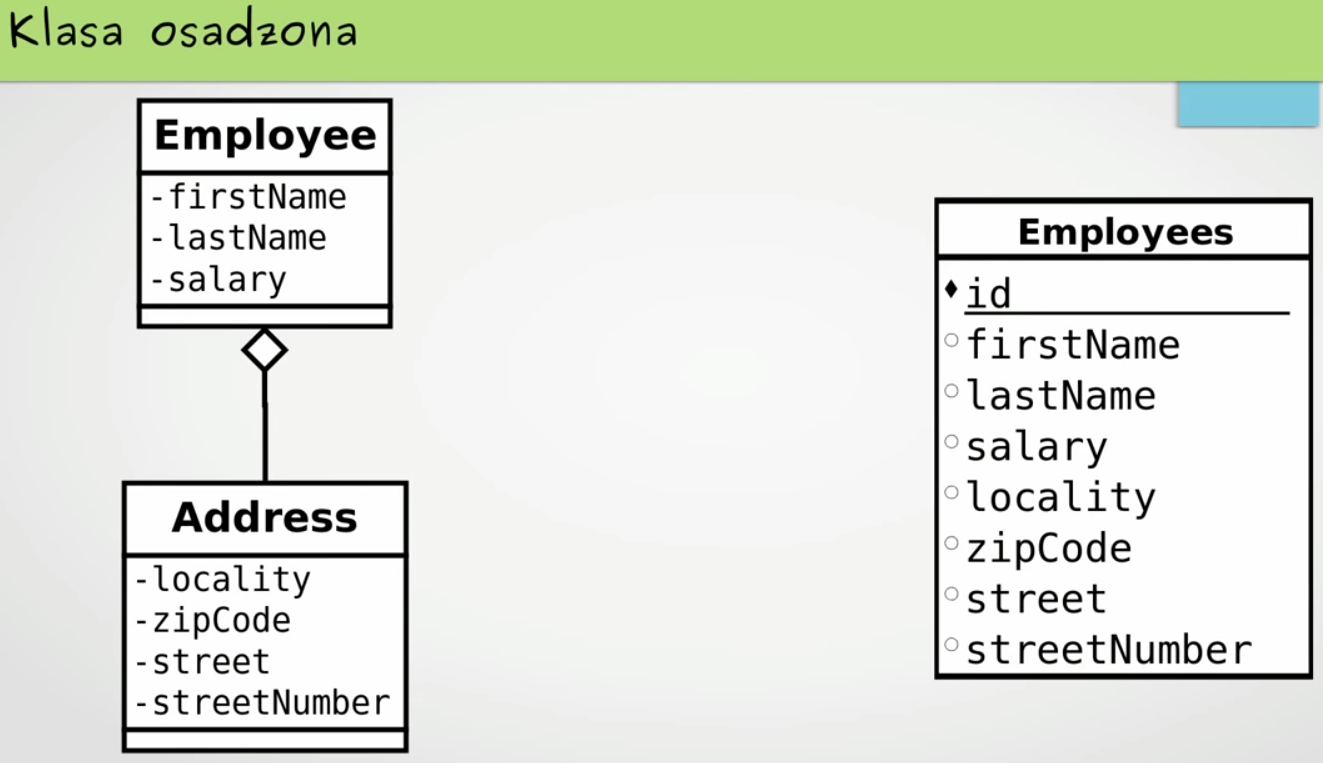 Klasa osadzona
Employee
-firstName
-lastName
-salary
Address
-locality
-zipCode
-street
-streetNumber
Employees
id
firstName
lastName
salary
locality
zipCode
street
streetNumber